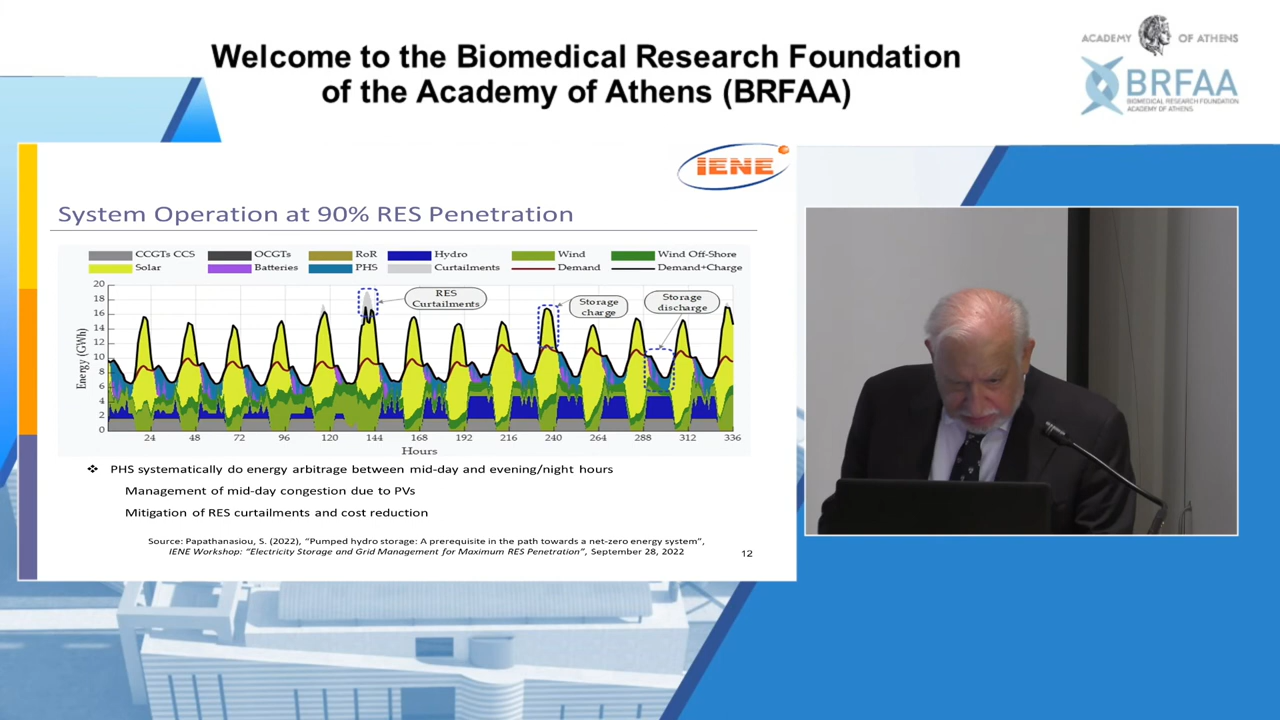 Welcome to the Biomedical Research Foundation
of the Academy of Athens (BRFAA)
ACADEMY OF ATHENS
BRFAA
BIOMEDICAL RESEARCH FOUNDATION
ACADEMY OF ATHENS
IENE
System Operation at 90% RES Penetration
CCGTs CCS OCGTs RoR Hydro Wind Wind Off-Shore
Solar Batteries PHS Curtailments Demand Demand+Charge
RES
Curtailments
Storage
charge
Storage
discharge
Energy (GWh)
20
18
16
14
12
10
8
6
4
2
0
24 48 72 96 120 144 168 192 216 240 264 288 312 336
Hours
❖ PHS systematically do energy arbitrage between mid-day and evening/night hours
Management of mid-day congestion due to PVs
Mitigation of RES curtailments and cost reduction
Source: Papathanasiou, S. (2022), “Pumped hydro storage: A prerequisite in the path towards a net-zero energy system”,
IENE Workshop: “Electricity Storage and Grid Management for Maximum RES Penetration”, September 28, 2022
12